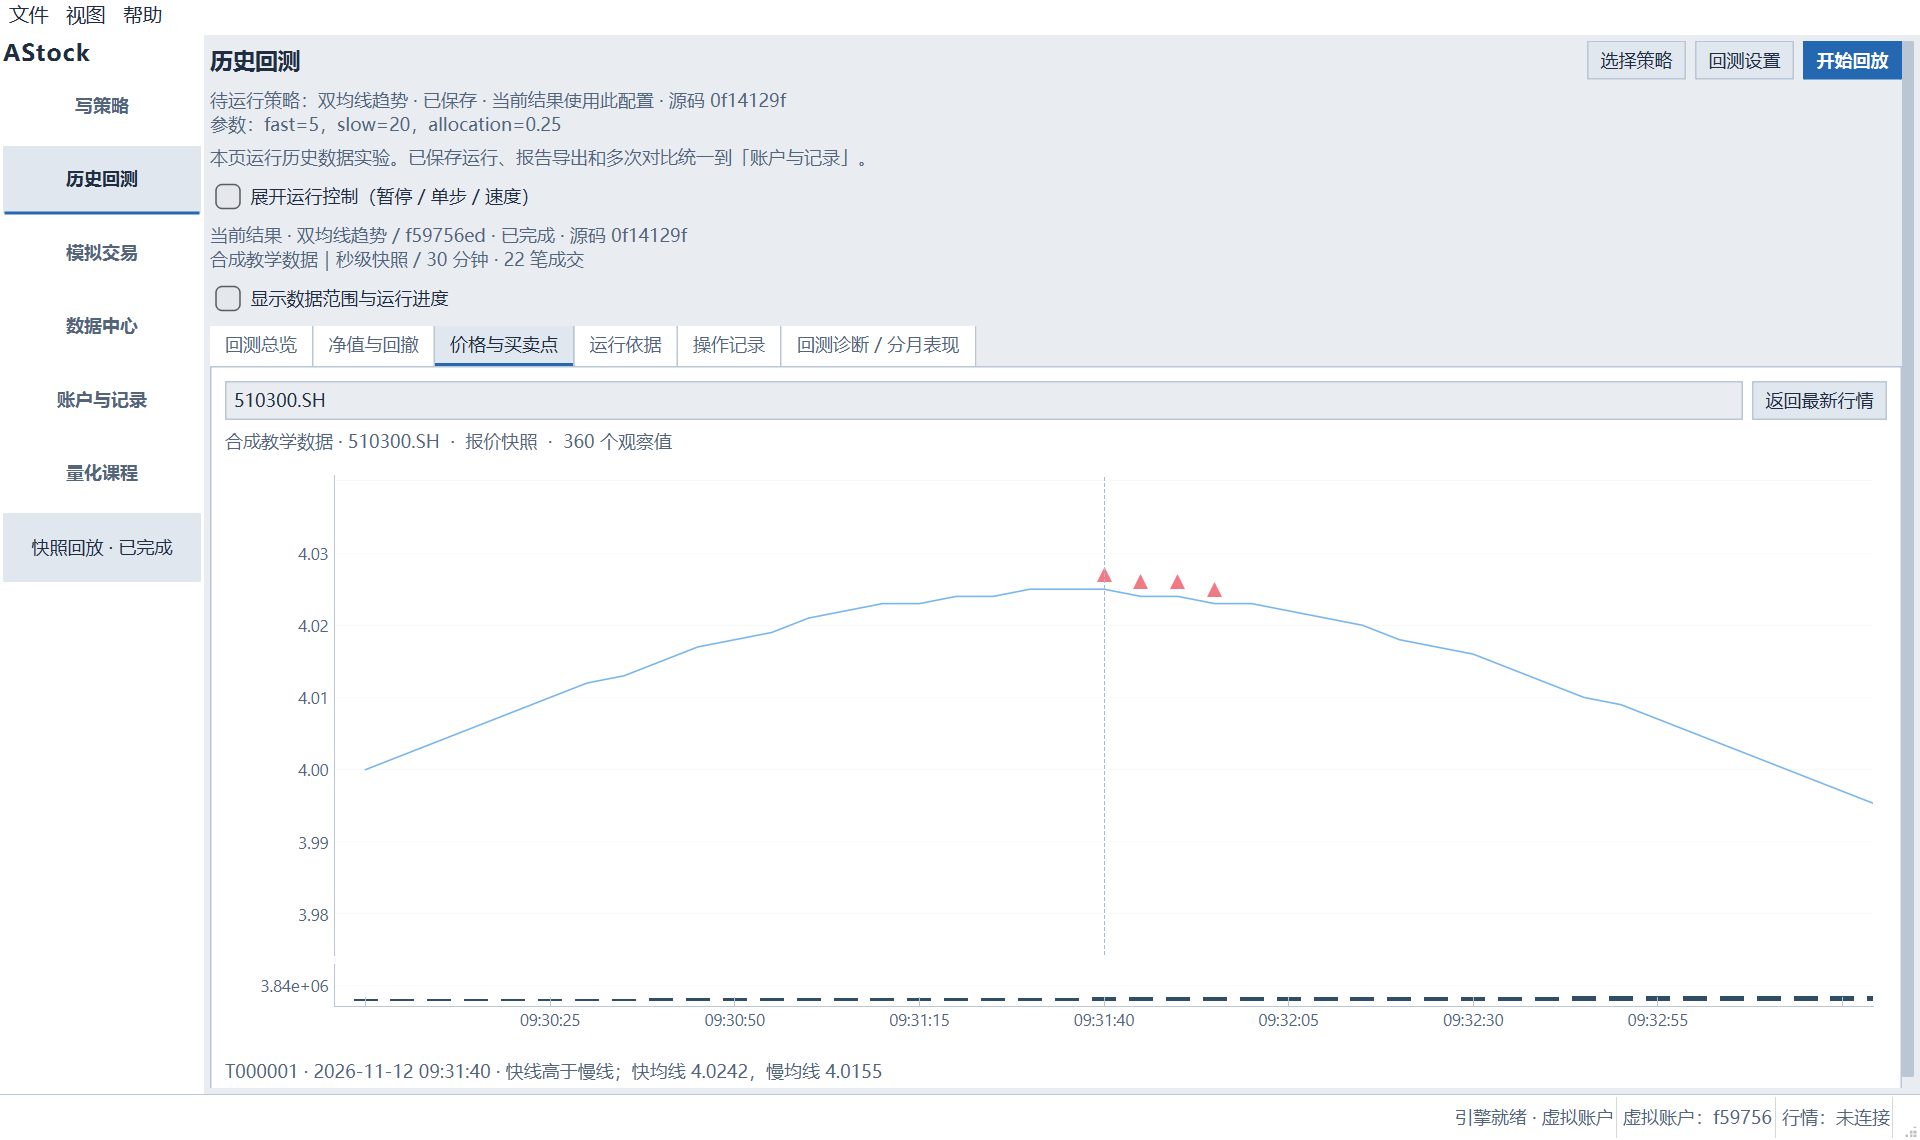 文件 视图 帮助
AStock
写策略
历史回测
模拟交易
数据中心
账户与记录
量化课程
快照回放 · 已完成
历史回测
选择策略 回测设置 开始回放
待运行策略：双均线趋势 · 已保存 · 当前结果使用此配置 · 源码 0f14129f
参数：fast=5，slow=20，allocation=0.25
本页运行历史数据实验。已保存运行、报告导出和多次对比统一到「账户与记录」。
展开运行控制（暂停 / 单步 / 速度）
当前结果 · 双均线趋势 / f59756ed · 已完成 · 源码 0f14129f
合成教学数据 | 秒级快照 / 30 分钟 · 22 笔成交
显示数据范围与运行进度
回测总览 净值与回撤 价格与买卖点 运行依据 操作记录 回测诊断 / 分月表现
510300.SH 返回最新行情
合成教学数据 · 510300.SH · 报价快照 · 360 个观察值
4.03
4.02
4.01
4.00
3.99
3.98
3.84e+06
09:30:25 09:30:50 09:31:15 09:31:40 09:32:05 09:32:30 09:32:55
T000001 · 2026-11-12 09:31:40 · 快线高于慢线；快均线 4.0242，慢均线 4.0155
引擎就绪 · 虚拟账户 虚拟账户：f59756 行情：未连接